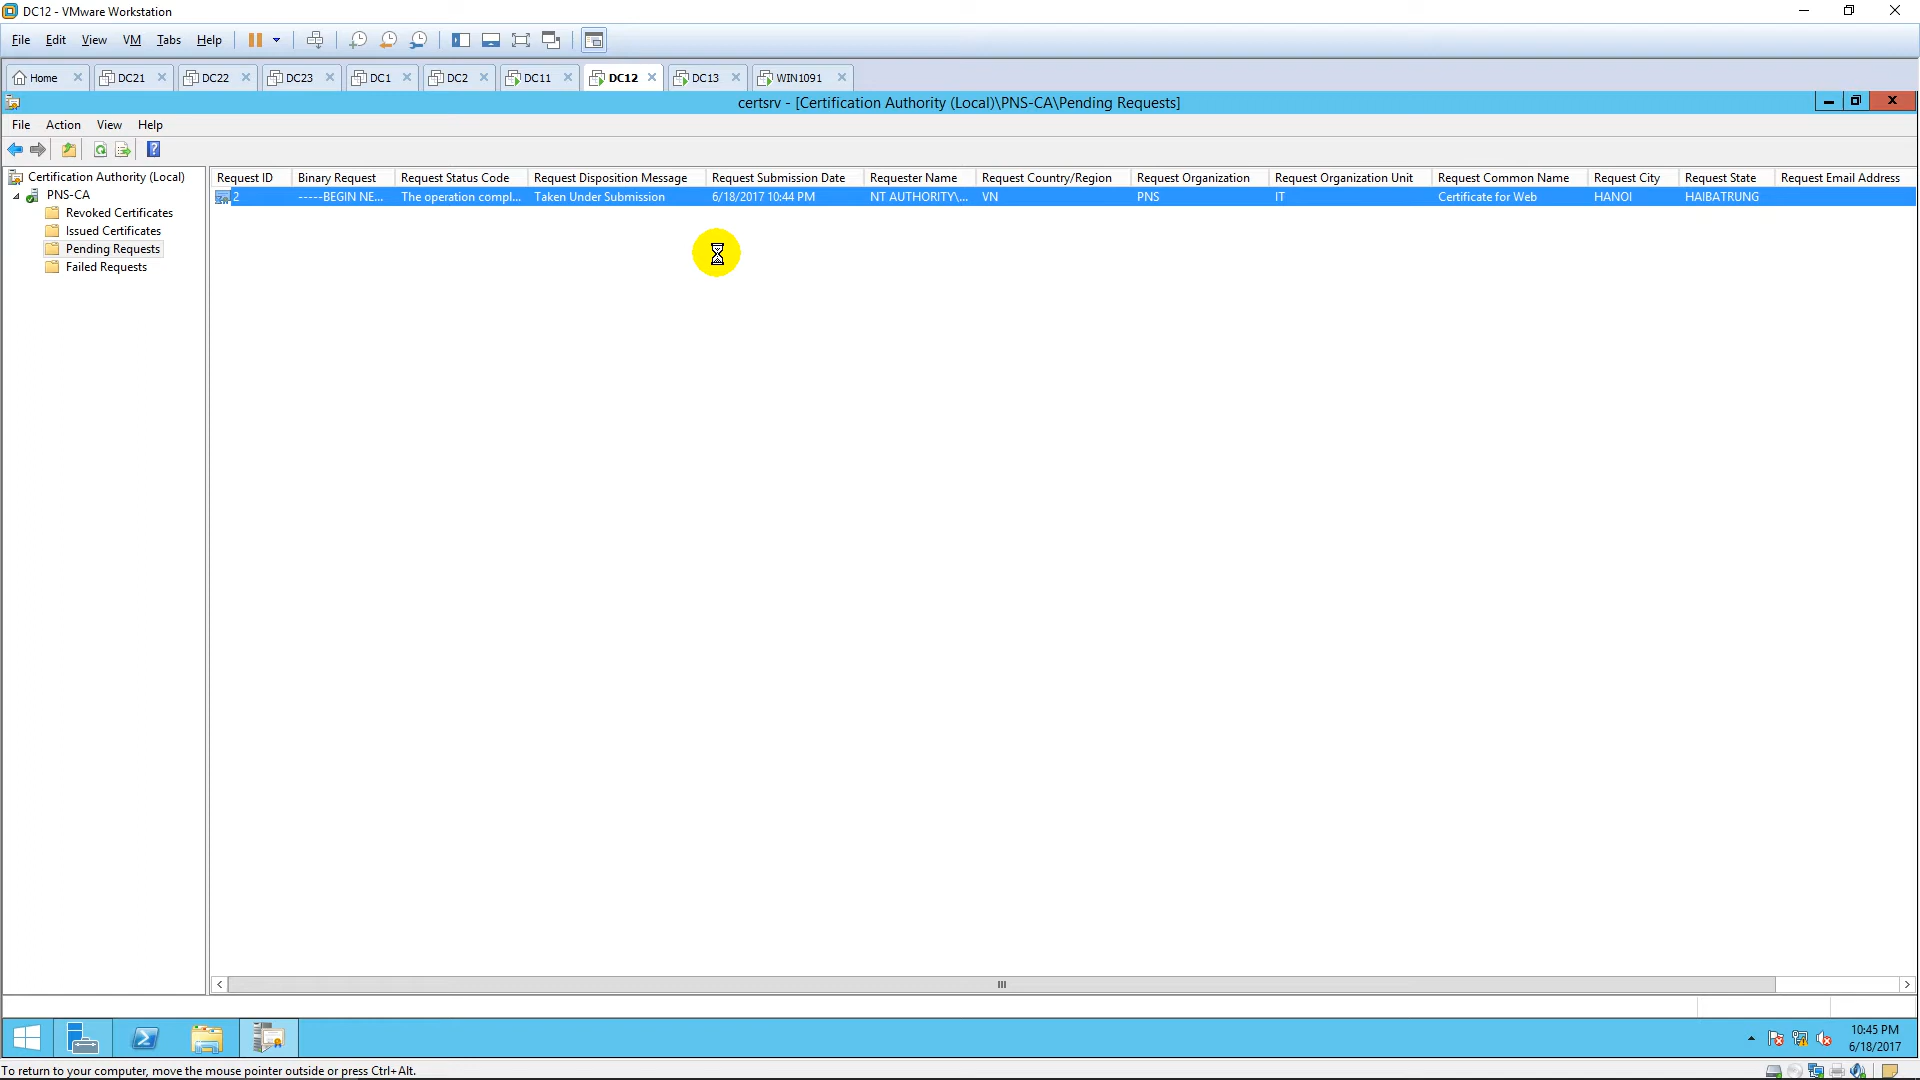 DC12 - VMware Workstation
File Edit View VM Tabs Help
Home DC21 DC22 DC23 DC1 DC2 DC11 DC12 DC13 WIN1091
certsrv - [Certification Authority (Local)\PNS-CA\Pending Requests]
File Action View Help
Certification Authority (Local)
PNS-CA
Revoked Certificates
Issued Certificates
Pending Requests
Failed Requests
Request ID Binary Request Request Status Code Request Disposition Message Request Submission Date Requester Name Request Country/Region Request Organization Request Organization Unit Request Common Name Request City Request State Request Email Address
2 -----BEGIN NE... The operation compl... Taken Under Submission 6/18/2017 10:44 PM NT AUTHORITY\... VN PNS IT Certificate for Web HANOI HAIBATRUNG
10:45 PM
6/18/2017
To return to your computer, move the mouse pointer outside or press Ctrl+Alt.